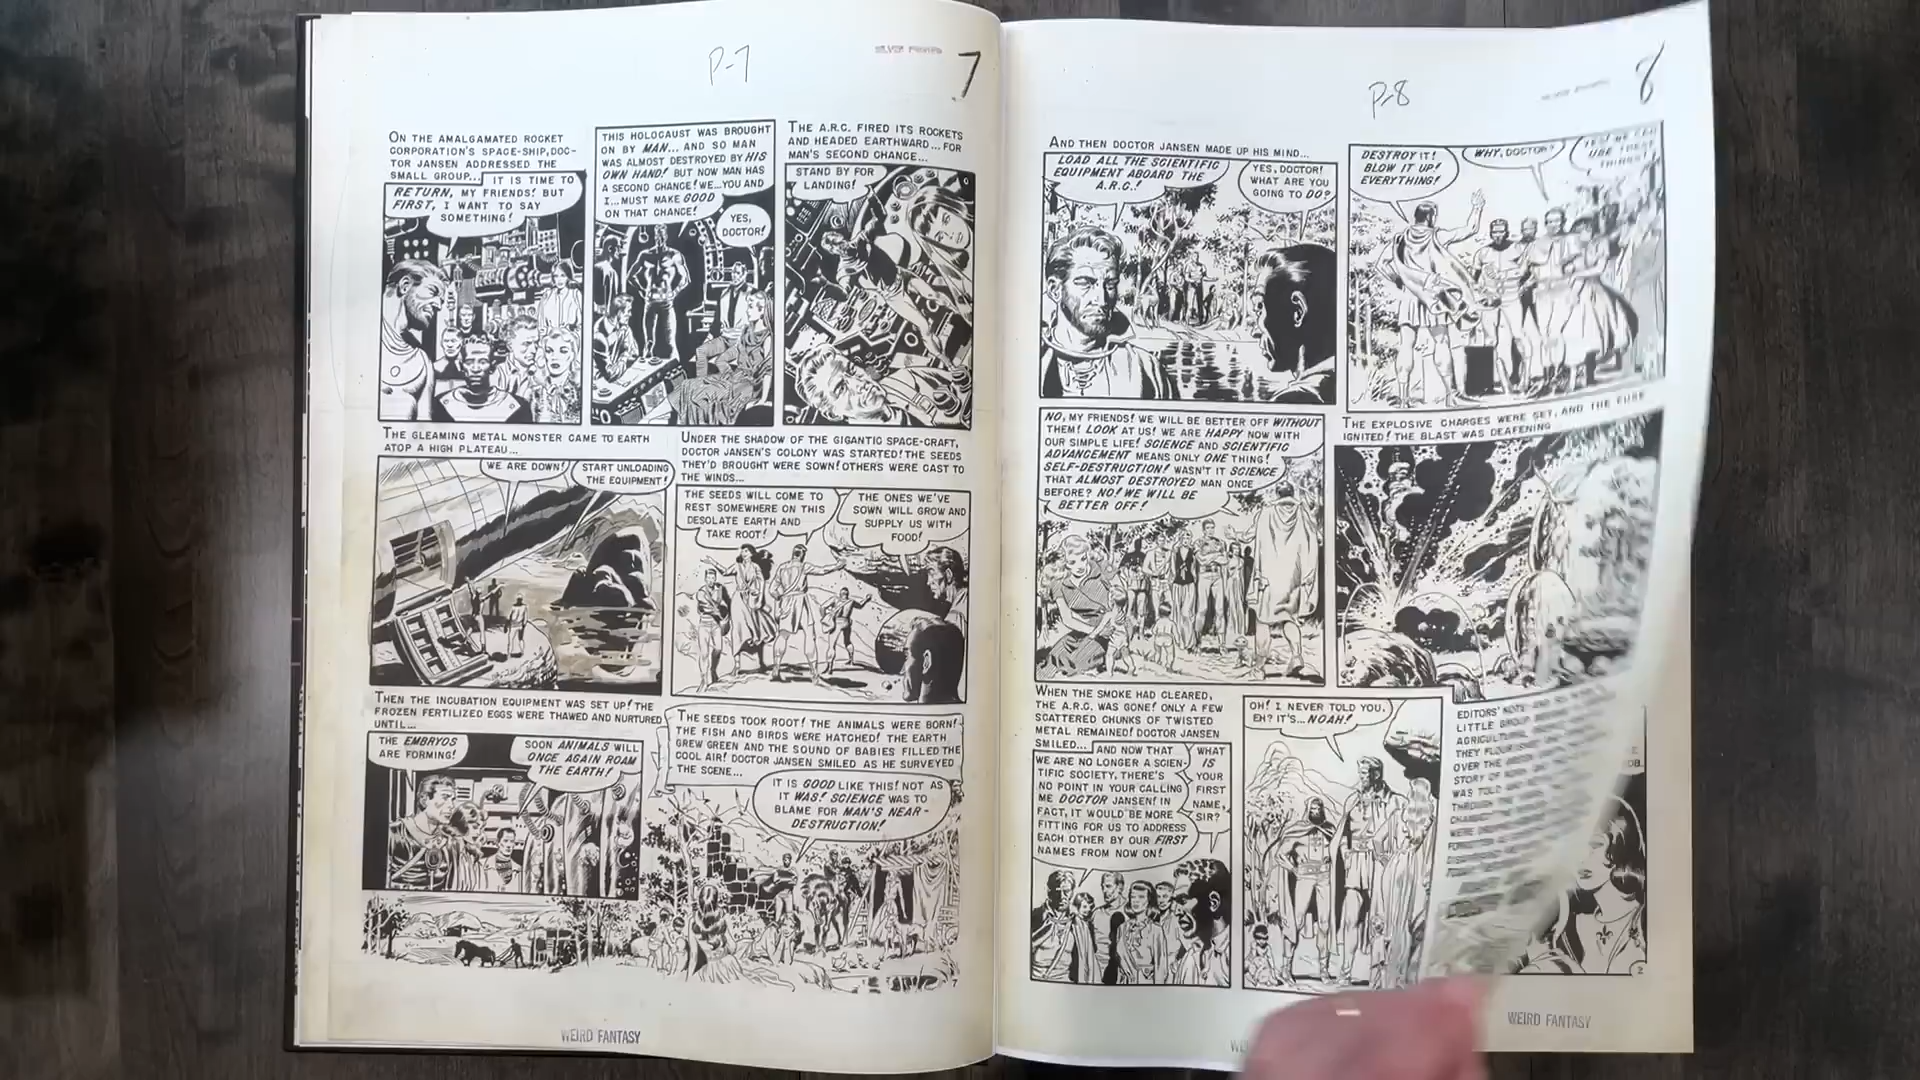 P-7
7
ON THE AMALGAMATED ROCKET
CORPORATION'S SPACE-SHIP, DOC-
TOR JANSEN ADDRESSED THE
SMALL GROUP...
IT IS TIME TO
RETURN, MY FRIENDS! BUT
FIRST, I WANT TO SAY
SOMETHING!
THIS HOLOCAUST WAS BROUGHT
ON BY MAN... AND SO MAN
WAS ALMOST DESTROYED BY HIS
OWN HAND! BUT NOW MAN HAS
A SECOND CHANCE! WE...YOU AND
I...MUST MAKE GOOD
ON THAT CHANCE!
YES,
DOCTOR!
THE A.R.C. FIRED ITS ROCKETS
AND HEADED EARTHWARD... FOR
MAN'S SECOND CHANCE...
STAND BY FOR
LANDING!
THE GLEAMING METAL MONSTER CAME TO EARTH
ATOP A HIGH PLATEAU...
WE ARE DOWN!
START UNLOADING
THE EQUIPMENT!
UNDER THE SHADOW OF THE GIGANTIC SPACE-CRAFT,
DOCTOR JANSEN'S COLONY WAS STARTED! THE SEEDS
THEY'D BROUGHT WERE SOWN! OTHERS WERE CAST TO
THE WINDS...
THE SEEDS WILL COME TO
REST SOMEWHERE ON THIS
DESOLATE EARTH AND
TAKE ROOT!
THE ONES WE'VE
SOWN WILL GROW AND
SUPPLY US WITH
FOOD!
THEN THE INCUBATION EQUIPMENT WAS SET UP! THE
FROZEN FERTILIZED EGGS WERE THAWED AND NURTURED
UNTIL...
THE EMBRYOS
ARE FORMING!
SOON ANIMALS WILL
ONCE AGAIN ROAM
THE EARTH!
THE SEEDS TOOK ROOT! THE ANIMALS WERE BORN!
THE FISH AND BIRDS WERE HATCHED! THE EARTH
GREW GREEN AND THE SOUND OF BABIES FILLED THE
COOL AIR! DOCTOR JANSEN SMILED AS HE SURVEYED
THE SCENE...
IT IS GOOD LIKE THIS! NOT AS
IT WAS! SCIENCE WAS TO
BLAME FOR MAN'S NEAR-
DESTRUCTION!
7
WEIRD FANTASY
P-8
8
AND THEN DOCTOR JANSEN MADE UP HIS MIND...
LOAD ALL THE SCIENTIFIC
EQUIPMENT ABOARD THE
A.R.C.!
YES, DOCTOR!
WHAT ARE YOU
GOING TO DO?
DESTROY IT!
BLOW IT UP!
EVERYTHING!
WHY, DOCTOR?
NO, MY FRIENDS! WE WILL BE BETTER OFF WITHOUT
THEM! LOOK AT US! WE ARE HAPPY NOW WITH
OUR SIMPLE LIFE! SCIENCE AND SCIENTIFIC
ADVANCEMENT MEANS ONLY ONE THING!
SELF-DESTRUCTION! WASN'T IT SCIENCE
THAT ALMOST DESTROYED MAN ONCE
BEFORE? NO! WE WILL BE
BETTER OFF!
THE EXPLOSIVE CHARGES WERE SET, AND THE FUSE
IGNITED! THE BLAST WAS DEAFENING
WHEN THE SMOKE HAD CLEARED,
THE A.R.C. WAS GONE! ONLY A FEW
SCATTERED CHUNKS OF TWISTED
METAL REMAINED! DOCTOR JANSEN
SMILED...
AND NOW THAT
WE ARE NO LONGER A SCIEN-
TIFIC SOCIETY, THERE'S
NO POINT IN YOUR CALLING
ME DOCTOR JANSEN! IN
FACT, IT WOULD BE MORE
FITTING FOR US TO ADDRESS
EACH OTHER BY OUR FIRST
NAMES FROM NOW ON!
WHAT
IS
YOUR
FIRST
NAME,
SIR?
OH! I NEVER TOLD YOU,
EH? IT'S... NOAH!
EDITORS' NOTE:
LITTLE GROUP
THEY
OVER THE
STORY OF
WAS TOLD
2
WEIRD FANTASY